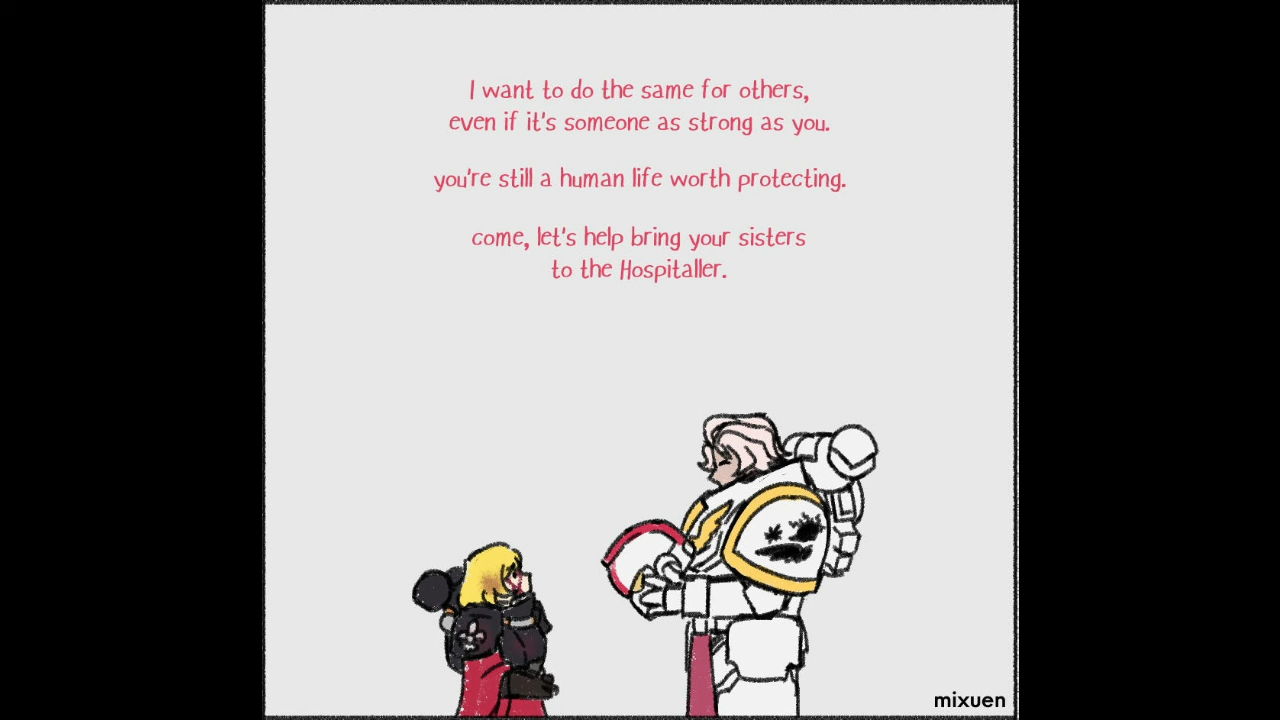 I want to do the same for others,
even if it's someone as strong as you.
you're still a human life worth protecting.
come, let's help bring your sisters
to the Hospitaller.
mixuen